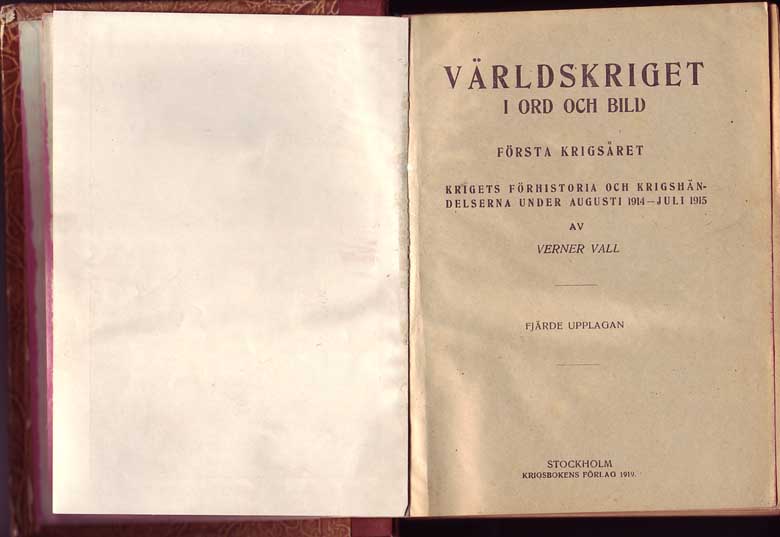 VÄRLDSKRIGET
I ORD OCH BILD
FÖRSTA KRIGSÅRET
KRIGETS FÖRHISTORIA OCH KRIGSHÄN-
DELSERNA UNDER AUGUSTI 1914—JULI 1915
AV
VERNER VALL
FJÄRDE UPPLAGAN
STOCKHOLM
KRIGSBOKENS FÖRLAG 1919.